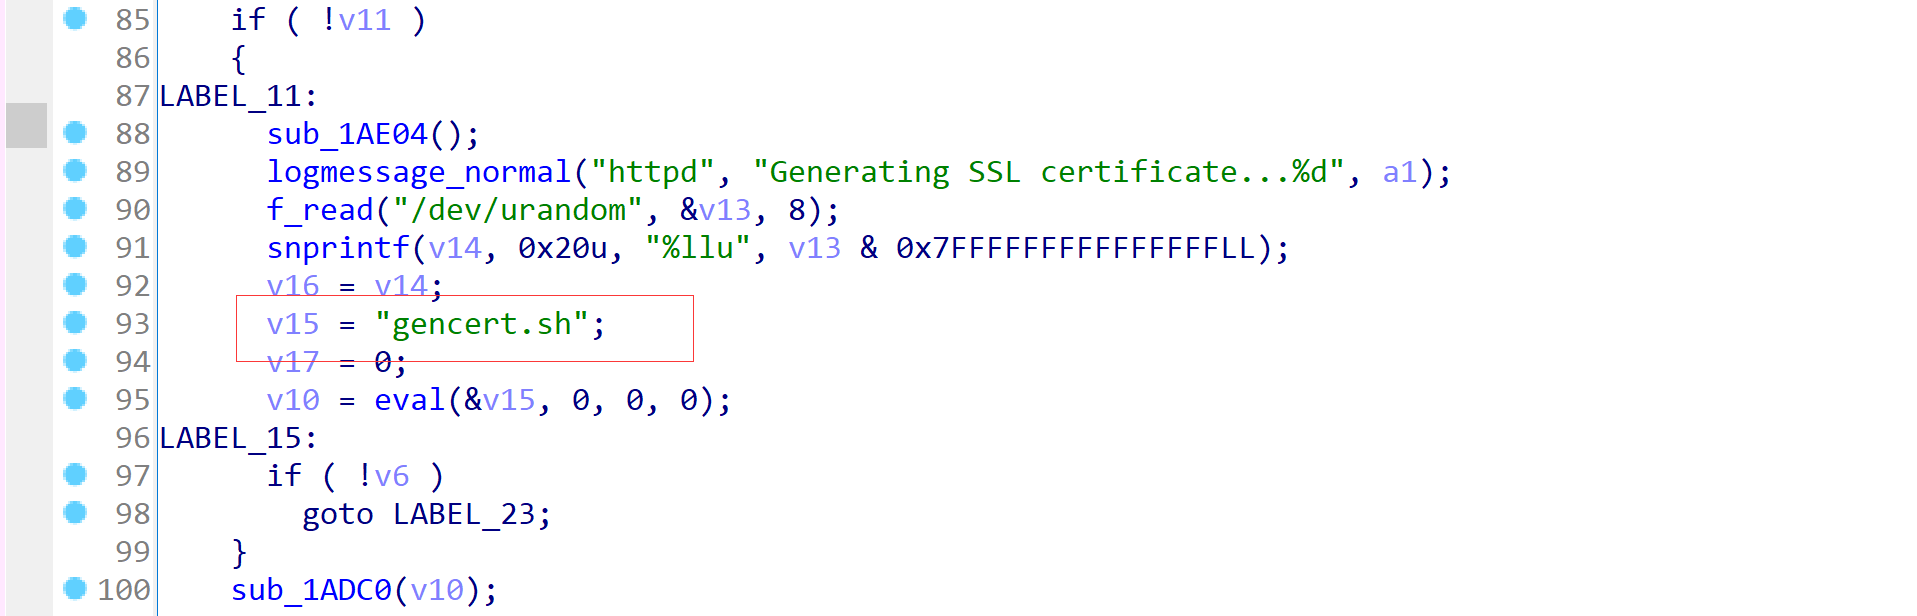 85 if ( !v11 )
86 {
87 LABEL_11:
88 sub_1AE04();
89 logmessage_normal("httpd", "Generating SSL certificate...%d", a1);
90 f_read("/dev/urandom", &v13, 8);
91 snprintf(v14, 0x20u, "%llu", v13 & 0x7FFFFFFFFFFFFFFFLL);
92 v16 = v14;
93 v15 = "gencert.sh";
94 v17 = 0;
95 v10 = eval(&v15, 0, 0, 0);
96 LABEL_15:
97 if ( !v6 )
98 goto LABEL_23;
99 }
100 sub_1ADC0(v10);